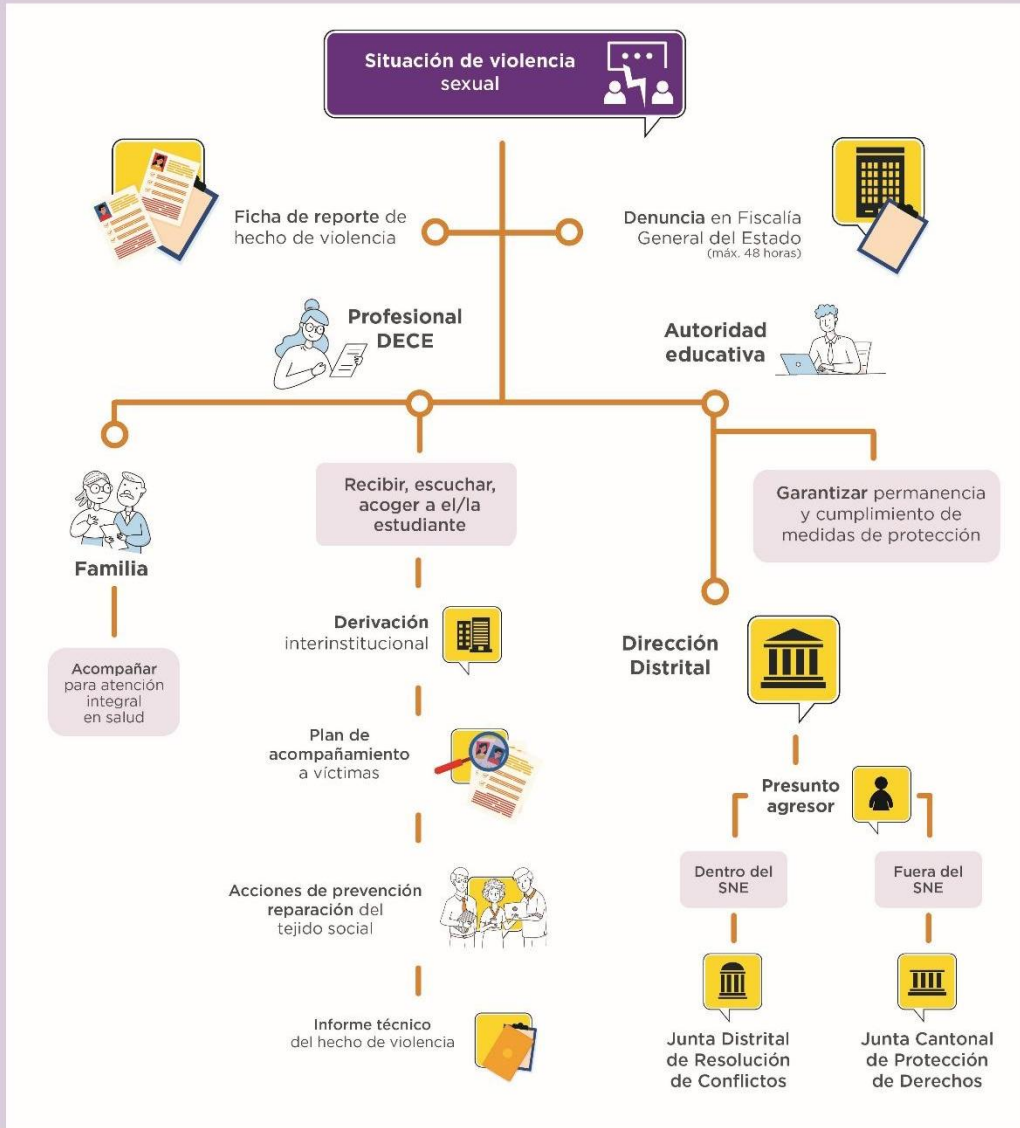 Situación de violencia
sexual
Ficha de reporte de
hecho de violencia
Denuncia en Fiscalía
General del Estado
(máx. 48 horas)
Profesional
DECE
Autoridad
educativa
Familia
Acompañar
para atención
integral
en salud
Recibir, escuchar,
acoger a el/la
estudiante
Derivación
interinstitucional
Plan de
acompañamiento
a víctimas
Acciones de prevención
reparación del
tejido social
Informe técnico
del hecho de violencia
Garantizar permanencia
y cumplimiento de
medidas de protección
Dirección
Distrital
Presunto
agresor
Dentro del
SNE
Fuera del
SNE
Junta Distrital
de Resolución
de Conflictos
Junta Cantonal
de Protección
de Derechos